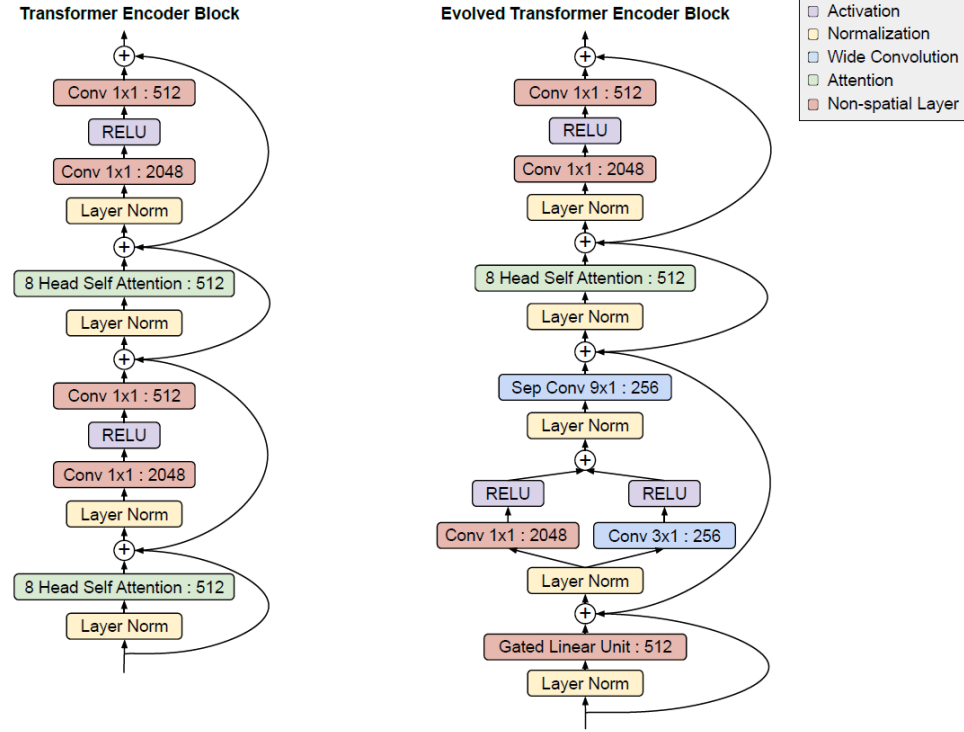 Transformer Encoder Block
+
Conv 1x1 : 512
RELU
Conv 1x1 : 2048
Layer Norm
+
8 Head Self Attention : 512
Layer Norm
+
Conv 1x1 : 512
RELU
Conv 1x1 : 2048
Layer Norm
+
8 Head Self Attention : 512
Layer Norm
Evolved Transformer Encoder Block
+
Conv 1x1 : 512
RELU
Conv 1x1 : 2048
Layer Norm
+
8 Head Self Attention : 512
Layer Norm
+
Sep Conv 9x1 : 256
Layer Norm
+
RELU
RELU
Conv 1x1 : 2048
Conv 3x1 : 256
Layer Norm
+
Gated Linear Unit : 512
Layer Norm
Activation
Normalization
Wide Convolution
Attention
Non-spatial Layer